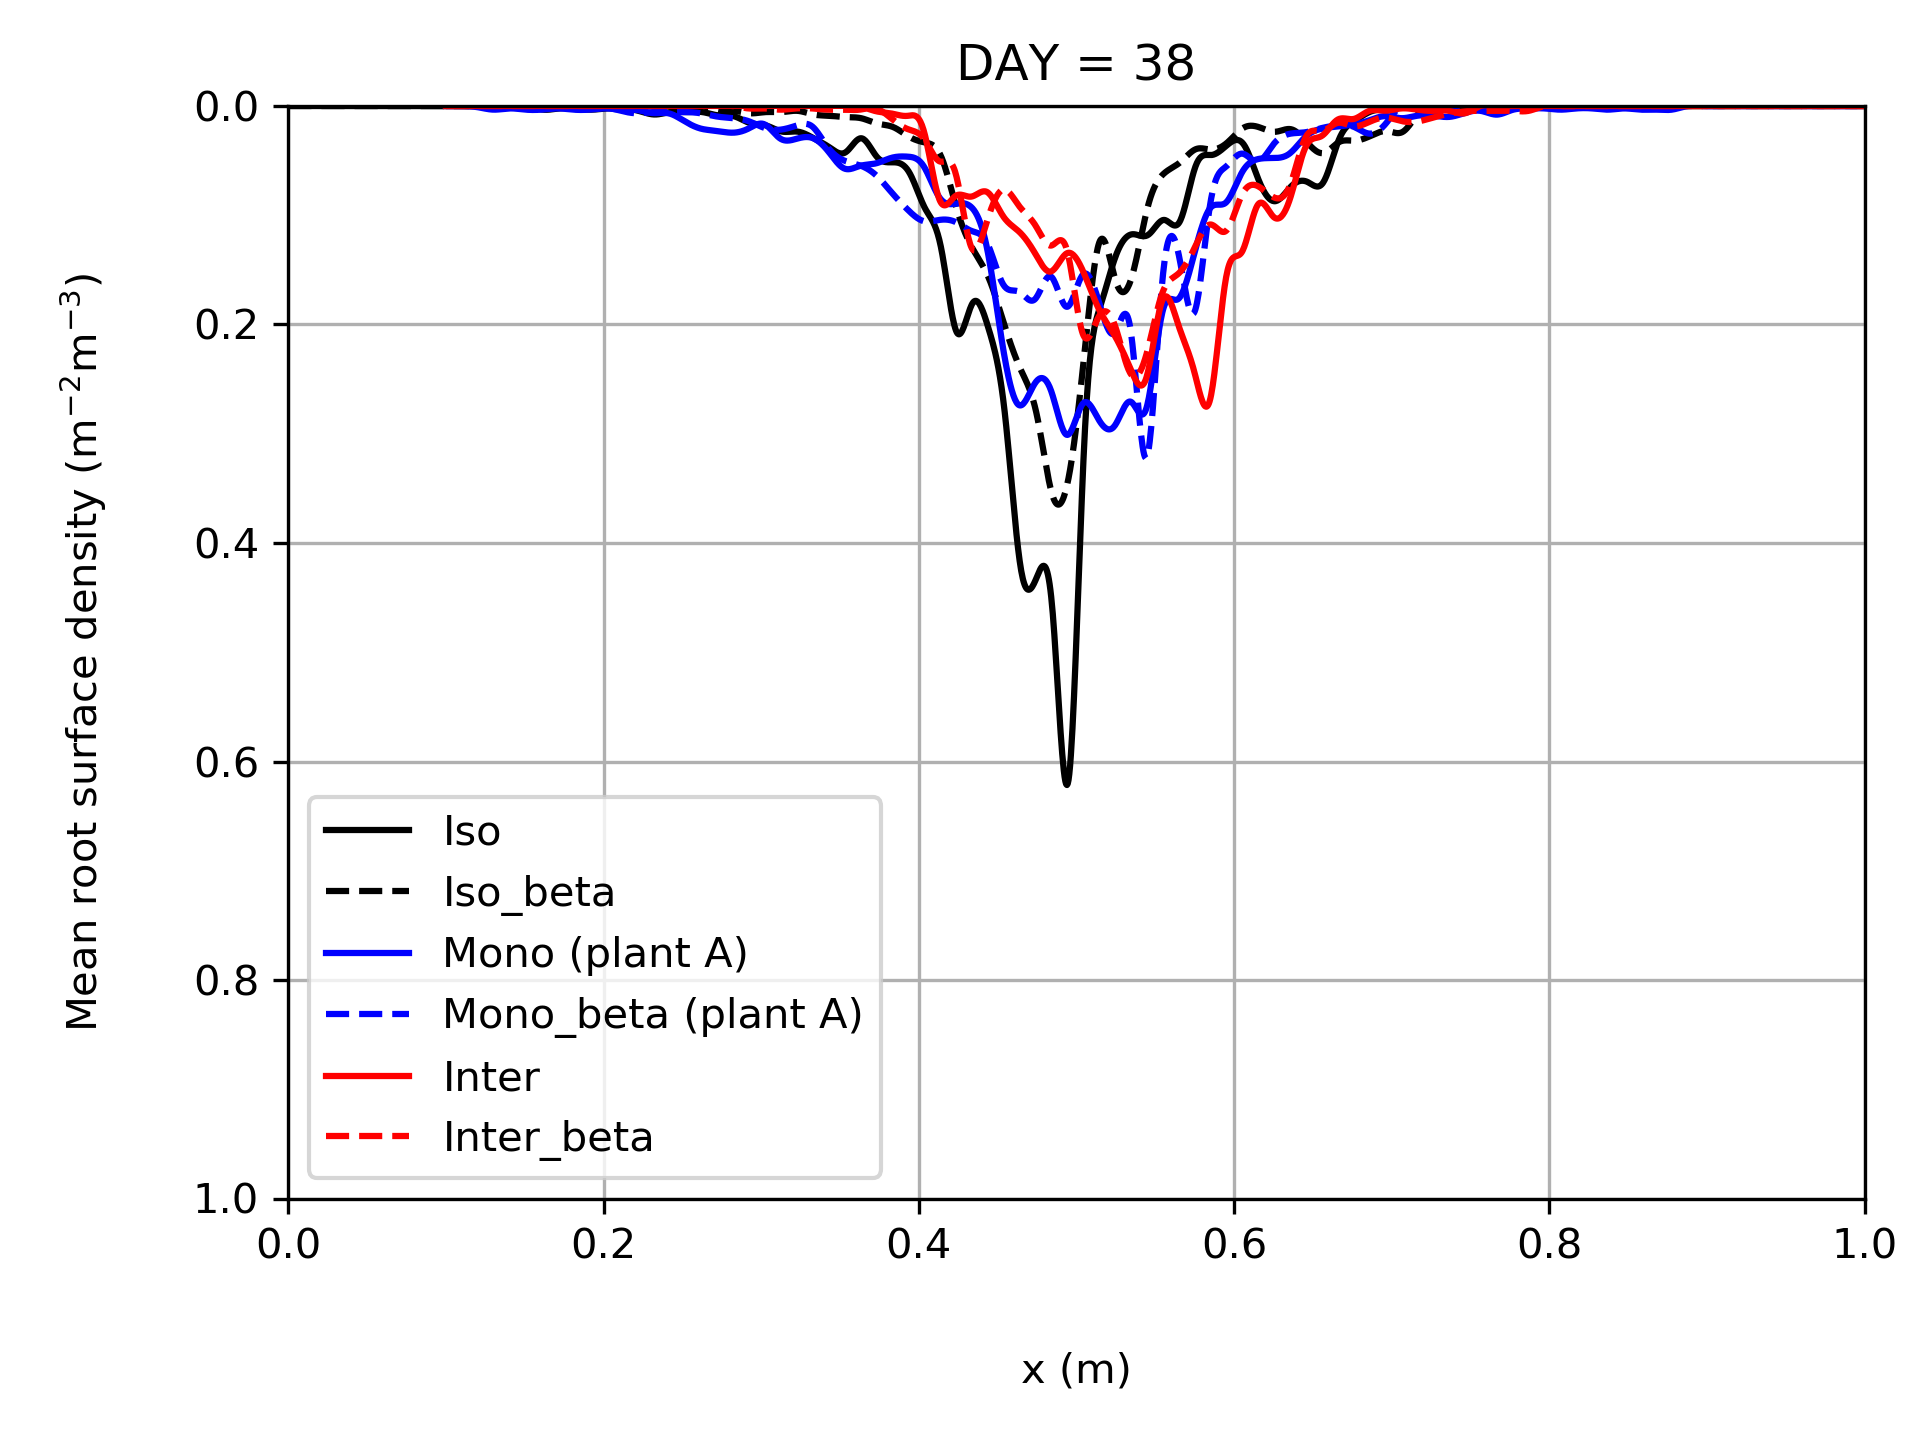 DAY = 38
Mean root surface density (m⁻²m⁻³)
0.0
0.2
0.4
0.6
0.8
1.0
Iso
Iso_beta
Mono (plant A)
Mono_beta (plant A)
Inter
Inter_beta
0.0 0.2 0.4 0.6 0.8 1.0
x (m)